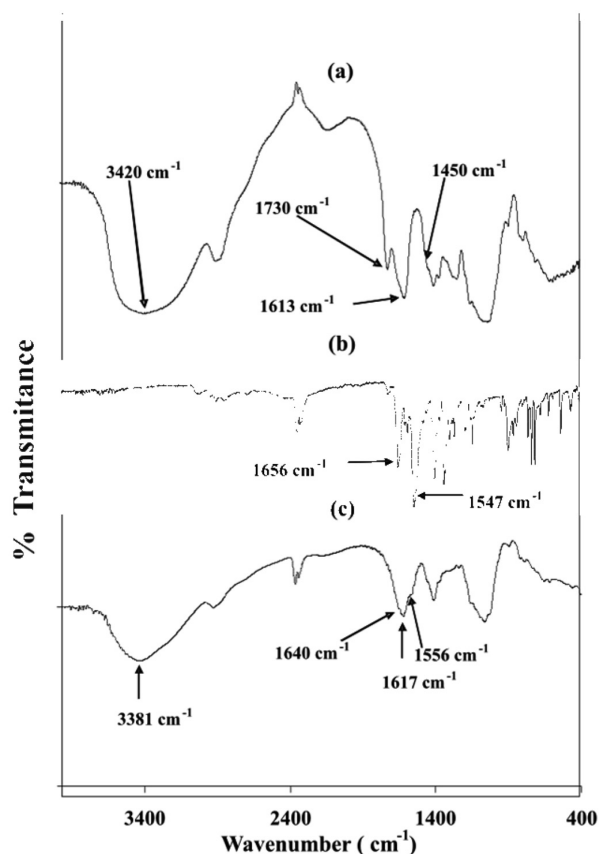 (a)
3420 cm⁻¹
1450 cm⁻¹
1730 cm⁻¹
1613 cm⁻¹
(b)
% Transmitance
1656 cm⁻¹
1547 cm⁻¹
(c)
1640 cm⁻¹
1556 cm⁻¹
1617 cm⁻¹
3381 cm⁻¹
3400 2400 1400 400
Wavenumber ( cm⁻¹)